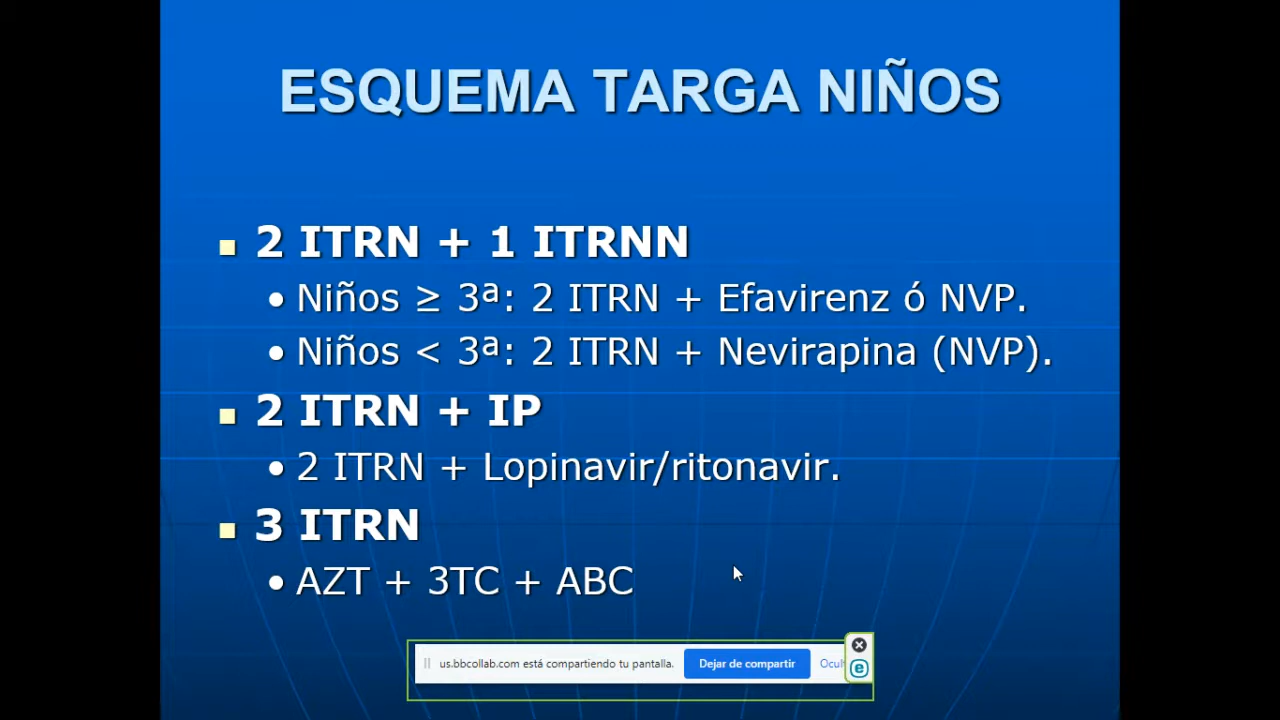 ESQUEMA TARGA NIÑOS
2 ITRN + 1 ITRNN
Niños ≥ 3ª: 2 ITRN + Efavirenz ó NVP.
Niños < 3ª: 2 ITRN + Nevirapina (NVP).
2 ITRN + IP
2 ITRN + Lopinavir/ritonavir.
3 ITRN
AZT + 3TC + ABC
us.bbcollab.com está compartiendo tu pantalla. Dejar de compartir